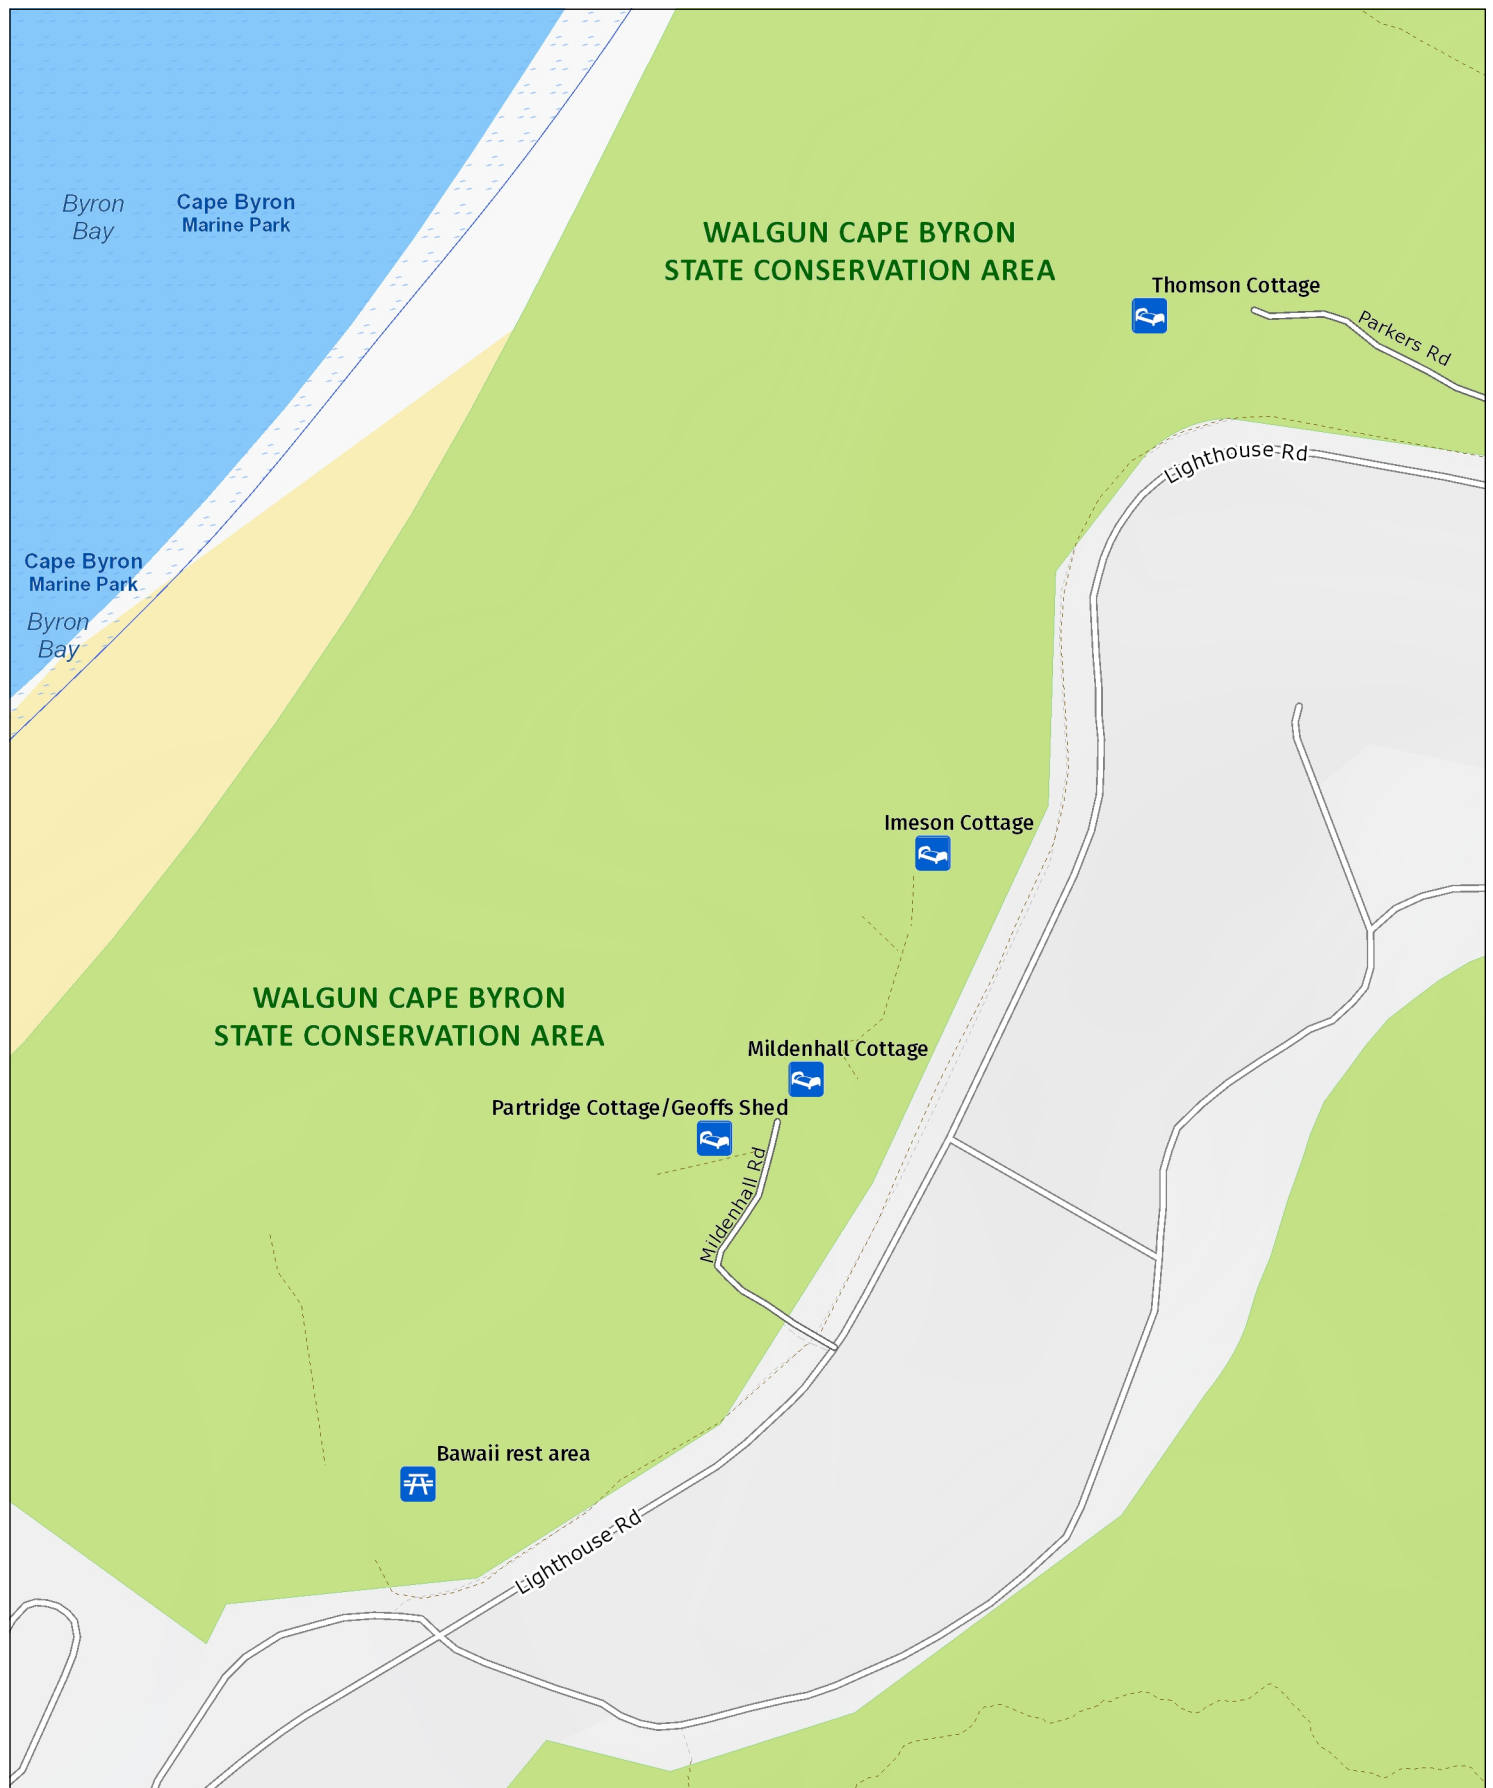 Byron
Bay
Cape Byron
Marine Park
WALGUN CAPE BYRON
STATE CONSERVATION AREA
Thomson Cottage
Parkers Rd
Lighthouse Rd
Cape Byron
Marine Park
Byron
Bay
Imeson Cottage
WALGUN CAPE BYRON
STATE CONSERVATION AREA
Mildenhall Cottage
Partridge Cottage/Geoffs Shed
Mildenhall Rd
Bawaii rest area
Lighthouse Rd